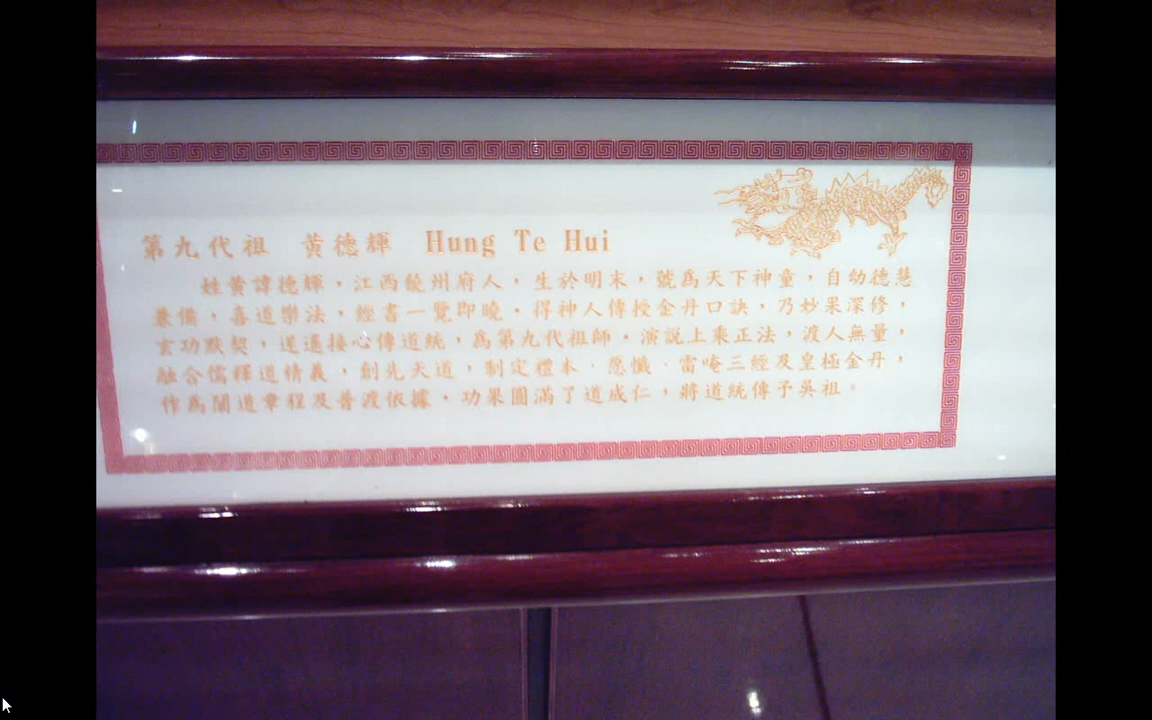 第九代祖 黃德輝 Hung Te Hui
姓黃諱德輝，江西饒州府人，生於明末，號為天下神童，自幼德慧
兼備，喜道樂法，經書一覽即曉。得神人傳授金丹口訣，乃妙果深修，
玄功默契，遥遥接心傳道統，為第九代祖師。演說上乘正法，渡人無量，
融合儒釋道精義，創先天道，制定禮本、愿懺、雷唵三經及皇極金丹，
作為闡道章程及普渡依據。功果圓滿了道成仁，將道統傳予吳祖。